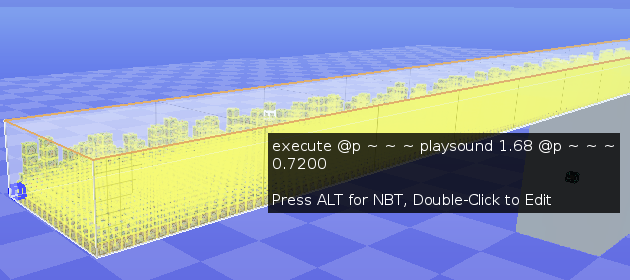 execute @p ~ ~ ~ playsound 1.68 @p ~ ~ ~
0.7200
Press ALT for NBT, Double-Click to Edit